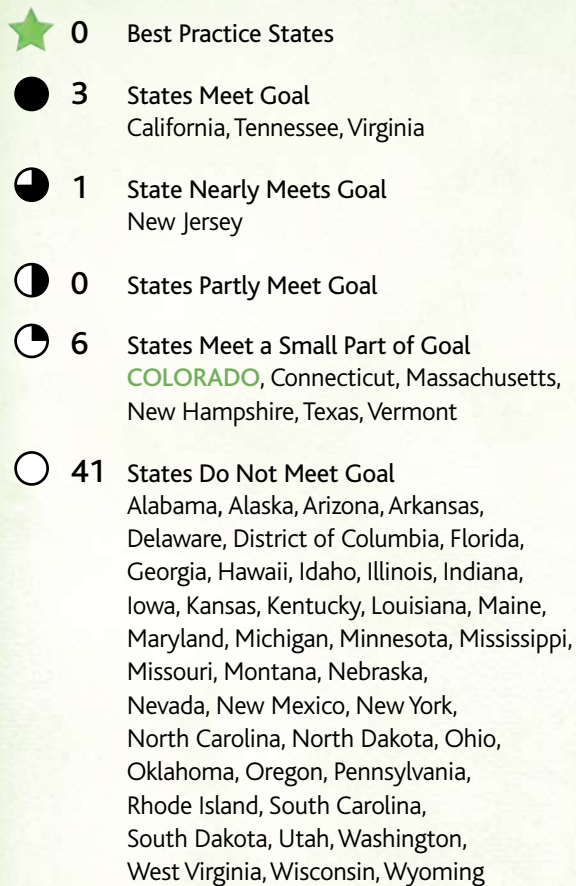 0 Best Practice States
3 States Meet Goal
California, Tennessee, Virginia
1 State Nearly Meets Goal
New Jersey
0 States Partly Meet Goal
6 States Meet a Small Part of Goal
COLORADO, Connecticut, Massachusetts,
New Hampshire, Texas, Vermont
41 States Do Not Meet Goal
Alabama, Alaska, Arizona, Arkansas,
Delaware, District of Columbia, Florida,
Georgia, Hawaii, Idaho, Illinois, Indiana,
Iowa, Kansas, Kentucky, Louisiana, Maine,
Maryland, Michigan, Minnesota, Mississippi,
Missouri, Montana, Nebraska,
Nevada, New Mexico, New York,
North Carolina, North Dakota, Ohio,
Oklahoma, Oregon, Pennsylvania,
Rhode Island, South Carolina,
South Dakota, Utah, Washington,
West Virginia, Wisconsin, Wyoming